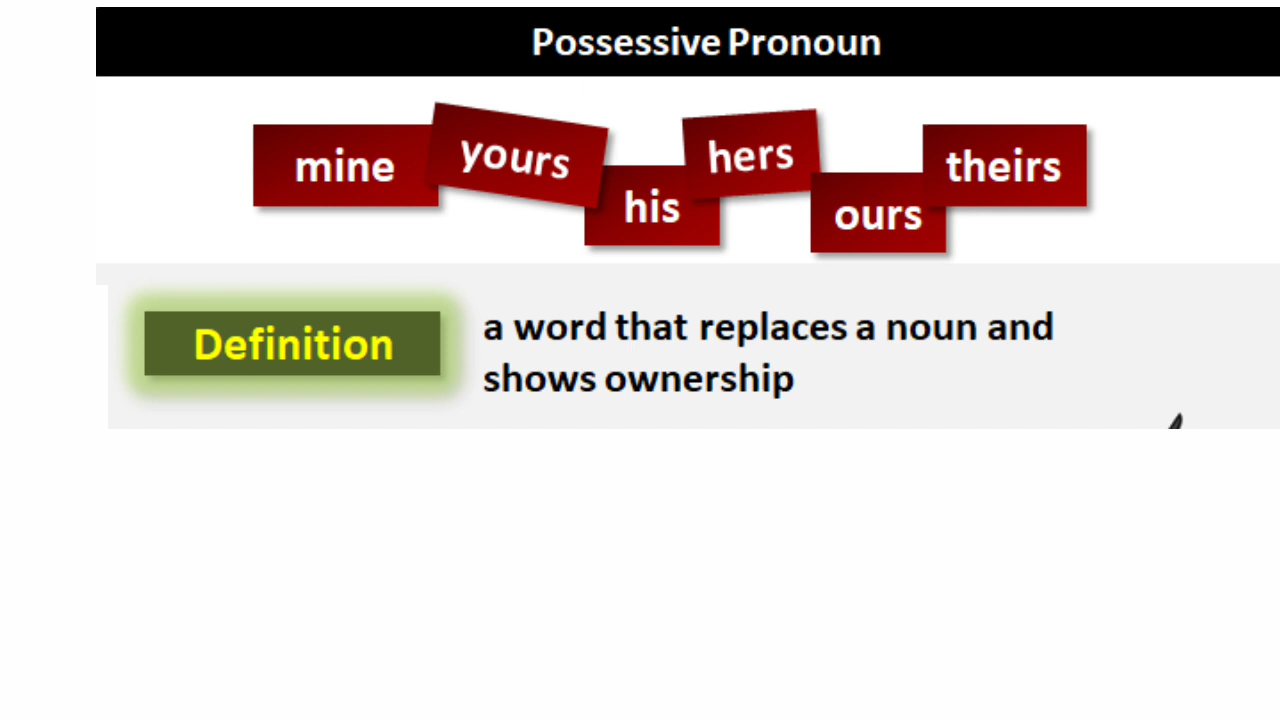 Possessive Pronoun
mine yours his hers ours theirs
Definition
a word that replaces a noun and
shows ownership